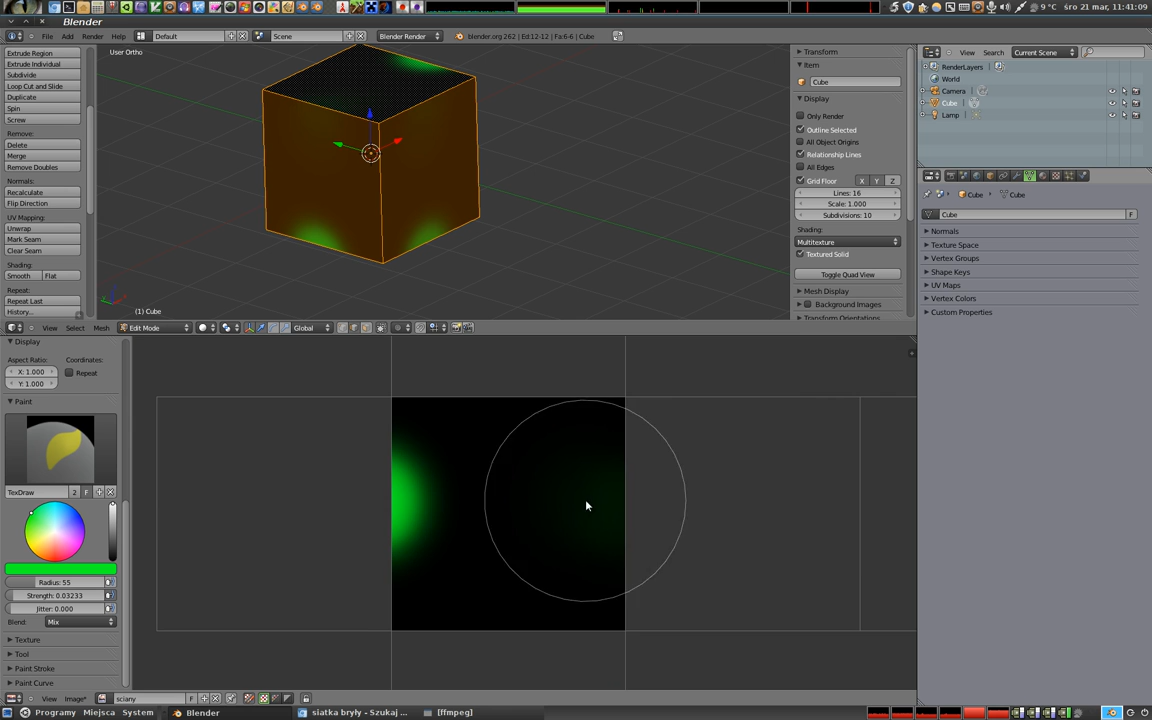 9 °C
śro 21 mar, 11:41:09
Blender
File
Add
Render
Help
Default
Scene
Blender Render
blender.org 262 | Ed:12-12 | Fa:6-6 | Cube
Extrude Region
Extrude Individual
Subdivide
Loop Cut and Slide
Duplicate
Spin
Screw
Remove:
Delete
Merge
Remove Doubles
Normals:
Recalculate
Flip Direction
UV Mapping:
Unwrap
Mark Seam
Clear Seam
Shading:
Smooth
Flat
Repeat:
Repeat Last
History...
User Ortho
(1) Cube
Transform
Item
Cube
Display
Only Render
Outline Selected
All Object Origins
Relationship Lines
All Edges
Grid Floor
X
Y
Z
Lines: 16
Scale: 1.000
Subdivisions: 10
Shading:
Multitexture
Textured Solid
Toggle Quad View
Mesh Display
Background Images
Transform Orientations
View
Search
Current Scene
RenderLayers
World
Camera
Cube
Lamp
Cube
Cube
Cube
F
Normals
Texture Space
Vertex Groups
Shape Keys
UV Maps
Vertex Colors
Custom Properties
View
Select
Mesh
Edit Mode
Global
Display
Aspect Ratio:
Coordinates:
X: 1.000
Repeat
Y: 1.000
Paint
TexDraw
2
F
Radius: 55
Strength: 0.03233
Jitter: 0.000
Blend:
Mix
Texture
Tool
Paint Stroke
Paint Curve
View
Image*
sciany
F
Programy
Miejsca
System
Blender
siatka bryły - Szukaj ...
[ffmpeg]